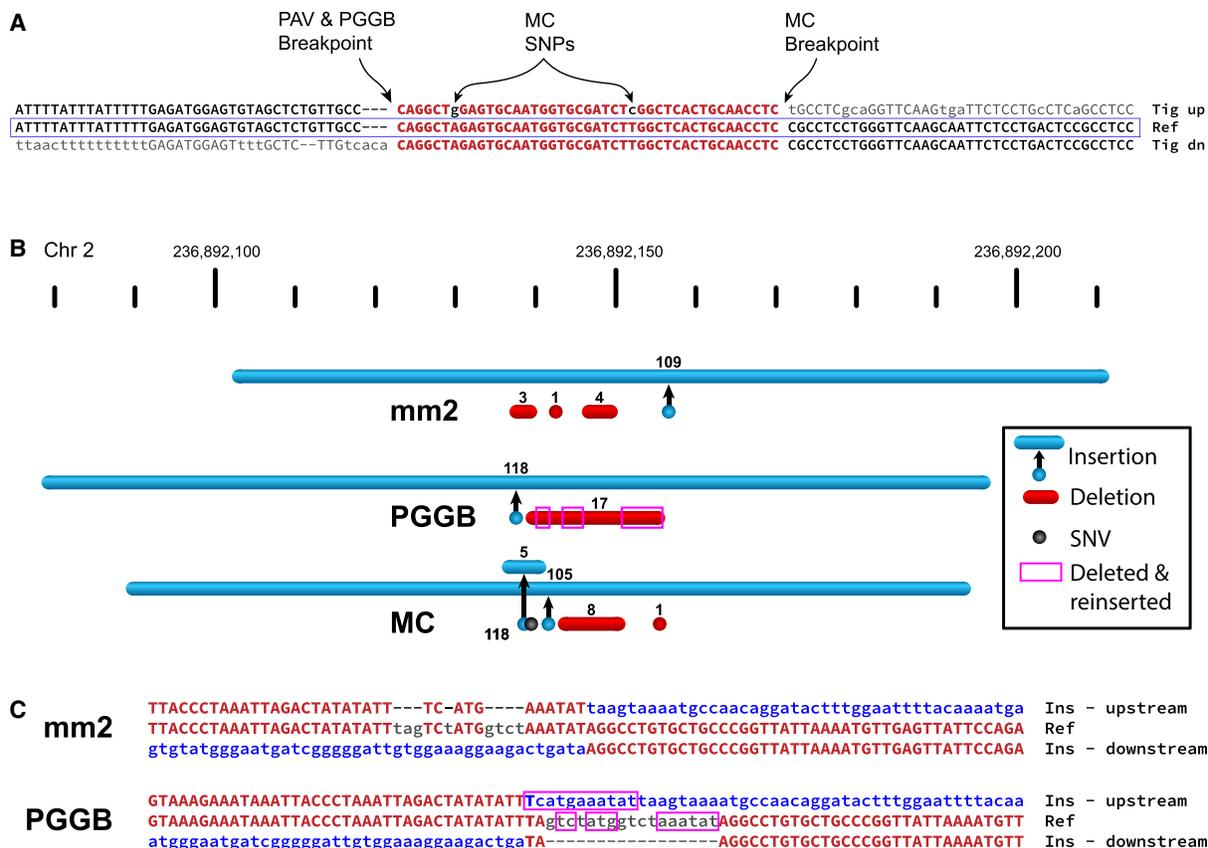 A
PAV & PGGB
Breakpoint
MC
SNPs
MC
Breakpoint
ATTTTATTTATTTTTGAGATGGAGTGTAGCTCTGTTGCC--- CAGGCTgGAGTGCAATGGTGCGATCTcGGCTCACTGCAACCTC tGCCTCgcaGGTTCAAGtgaTTCTCCTGcCTCaGCCTCC Tig up
ATTTTATTTATTTTTGAGATGGAGTGTAGCTCTGTTGCC--- CAGGCTAGAGTGCAATGGTGCGATCTTGGCTCACTGCAACCTC CGCCTCCTGGGTTCAAGCAATTCTCCTGACTCCGCCTCC Ref
ttaactttttttttttGAGATGGAGTtttGCTC--TTGtcaca CAGGCTAGAGTGCAATGGTGCGATCTTGGCTCACTGCAACCTC CGCCTCCTGGGTTCAAGCAATTCTCCTGACTCCGCCTCC Tig dn
B Chr 2
236,892,100 236,892,150 236,892,200
109
mm2
3 1 4
118
PGGB
17
5
105
MC
118
8 1
Insertion
Deletion
SNV
Deleted &
reinserted
C
mm2
TTACCCTAAATTAGACTATATATT---TC-ATG----AAATATtaagtaaaatgccaacaggatactttggaattttacaaaatga Ins - upstream
TTACCCTAAATTAGACTATATATTtagTCtATGgtctAAATATAGGCCTGTGCTGCCCGGTTATTAAAATGTTGAGTTATTCCAGA Ref
gtgtatgggaatgatcgggggattgtggaaaggaagactgataAGGCCTGTGCTGCCCGGTTATTAAAATGTTGAGTTATTCCAGA Ins - downstream
PGGB
GTAAAGAAATAAATTACCCTAAATTAGACTATATATTTcatgaaatattaagtaaaatgccaacaggatactttggaattttacaa Ins - upstream
GTAAAGAAATAAATTACCCTAAATTAGACTATATATTTAgtctatggtctaaatatAGGCCTGTGCTGCCCGGTTATTAAAATGTT Ref
atgggaatgatcgggggattgtggaaaggaagactgaTA-----------------AGGCCTGTGCTGCCCGGTTATTAAAATGTT Ins - downstream